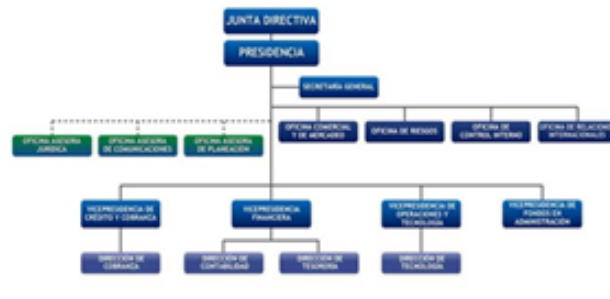 JUNTA DIRECTIVA
PRESIDENCIA
SECRETARÍA GENERAL
OFICINA ASESORA
JURÍDICA
OFICINA ASESORA
DE COMUNICACIONES
OFICINA ASESORA
DE PLANEACIÓN
OFICINA COMERCIAL
Y DE MERCADEO
OFICINA DE RIESGOS
OFICINA DE
CONTROL INTERNO
OFICINA DE RELACIONES
INTERNACIONALES
VICEPRESIDENCIA DE
CRÉDITO Y COBRANZA
VICEPRESIDENCIA
FINANCIERA
VICEPRESIDENCIA DE
OPERACIONES Y
TECNOLOGÍA
VICEPRESIDENCIA DE
FONDOS EN
ADMINISTRACIÓN
DIRECCIÓN DE
COBRANZA
DIRECCIÓN DE
CONTABILIDAD
DIRECCIÓN DE
TESORERÍA
DIRECCIÓN DE
TECNOLOGÍA